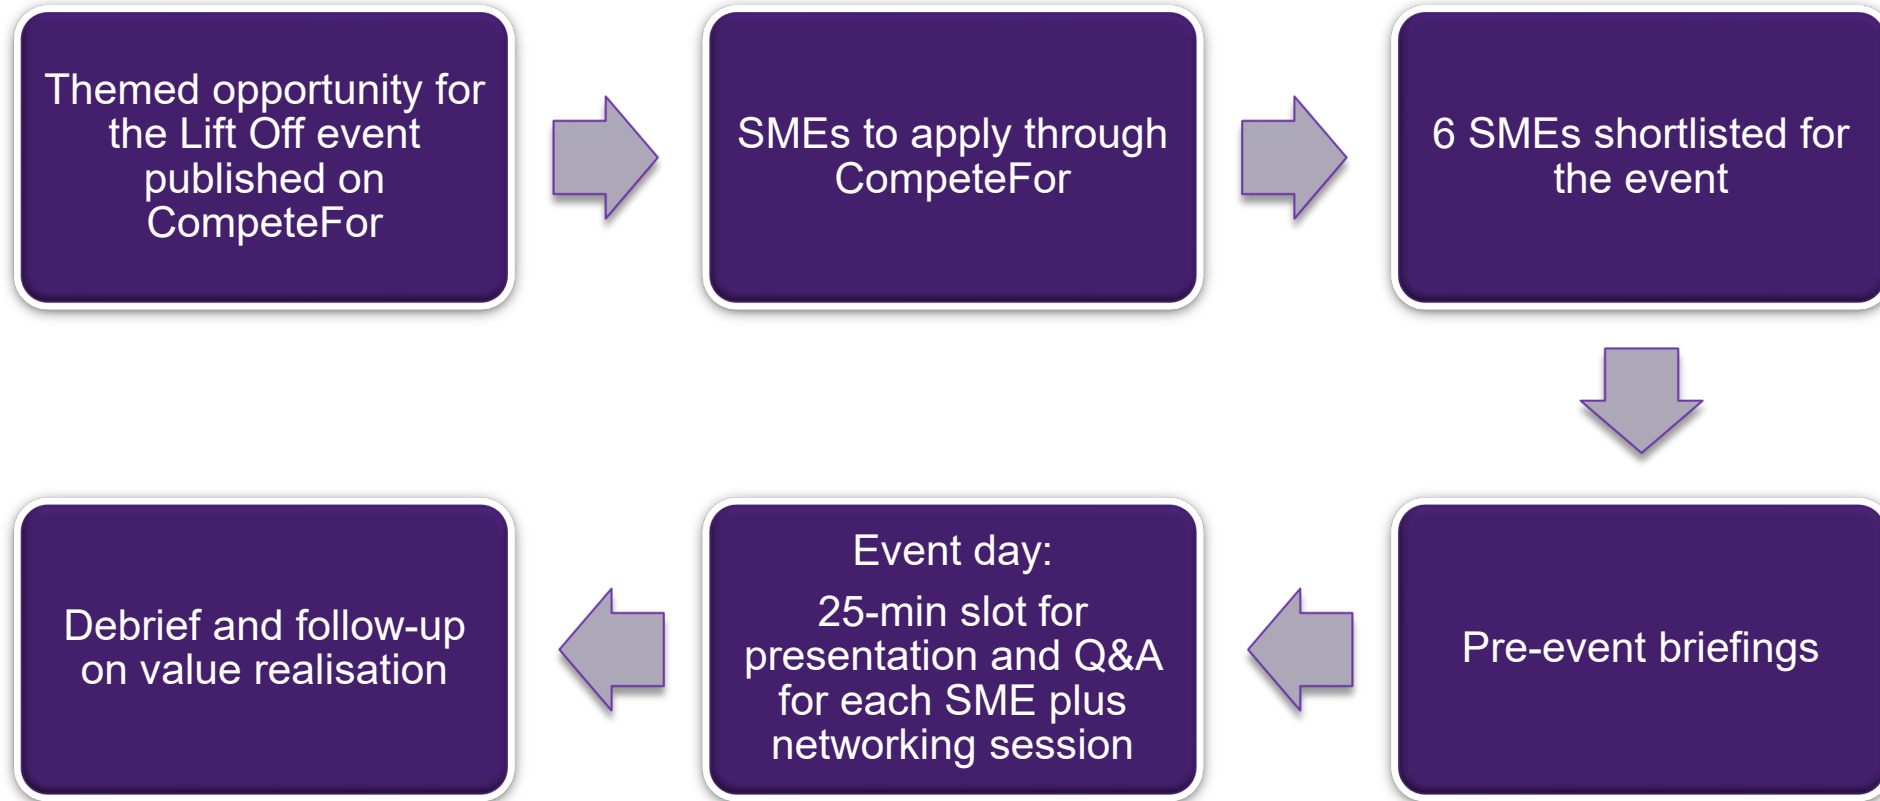 Themed opportunity for
the Lift Off event
published on
CompeteFor
SMEs to apply through
CompeteFor
6 SMEs shortlisted for
the event
Pre-event briefings
Event day:
25-min slot for
presentation and Q&A
for each SME plus
networking session
Debrief and follow-up
on value realisation